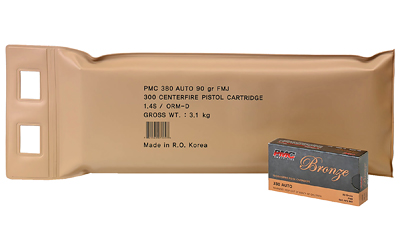 PMC 380 AUTO 90 gr FMJ
300 CENTERFIRE PISTOL CARTRIDGE
1.4S / ORM-D
GROSS WT. : 3.1 kg
Made in R.O. Korea
PMC
Bronze
380 AUTO